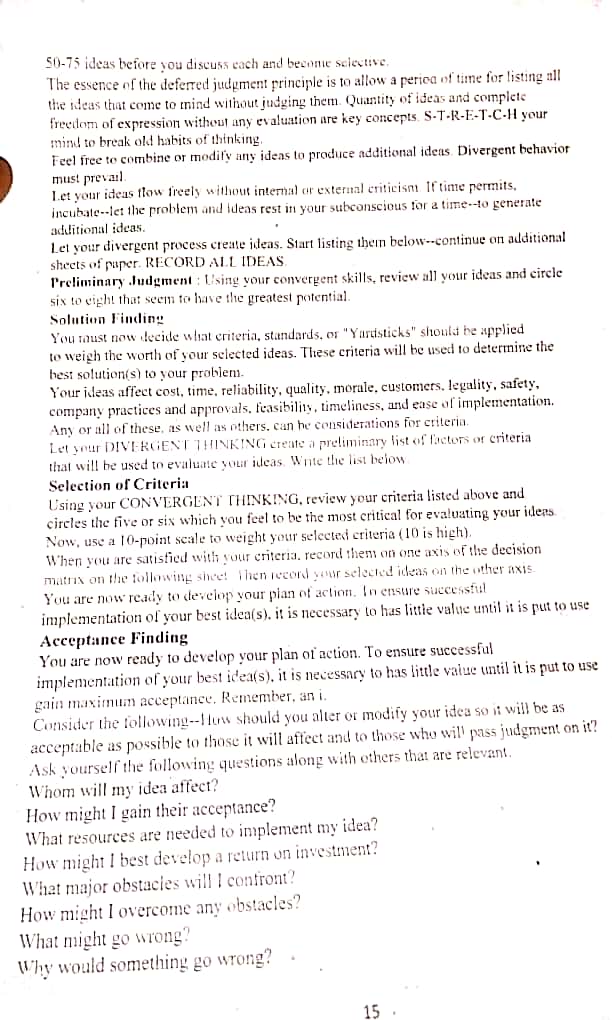 50-75 ideas before you discuss each and become selective.
The essence of the deferred judgment principle is to allow a period of time for listing all
the ideas that come to mind without judging them. Quantity of ideas and complete
freedom of expression without any evaluation are key concepts. S-T-R-E-T-C-H your
mind to break old habits of thinking.
Feel free to combine or modify any ideas to produce additional ideas. Divergent behavior
must prevail.
Let your ideas flow freely without internal or external criticism. If time permits,
incubate--let the problem and ideas rest in your subconscious for a time--to generate
additional ideas.
Let your divergent process create ideas. Start listing them below--continue on additional
sheets of paper. RECORD ALL IDEAS.
Preliminary Judgment : Using your convergent skills, review all your ideas and circle
six to eight that seem to have the greatest potential.
Solution Finding
You must now decide what criteria, standards, or "Yardsticks" should be applied
to weigh the worth of your selected ideas. These criteria will be used to determine the
best solution(s) to your problem.
Your ideas affect cost, time, reliability, quality, morale, customers, legality, safety,
company practices and approvals, feasibility, timeliness, and ease of implementation.
Any or all of these, as well as others, can be considerations for criteria.
Let your DIVERGENT THINKING create a preliminary list of factors or criteria
that will be used to evaluate your ideas. Write the list below.
Selection of Criteria
Using your CONVERGENT THINKING, review your criteria listed above and
circles the five or six which you feel to be the most critical for evaluating your ideas.
Now, use a 10-point scale to weight your selected criteria (10 is high).
When you are satisfied with your criteria, record them on one axis of the decision
matrix on the following sheet. Then record your selected ideas on the other axis.
You are now ready to develop your plan of action. To ensure successful
implementation of your best idea(s), it is necessary to has little value until it is put to use
Acceptance Finding
You are now ready to develop your plan of action. To ensure successful
implementation of your best idea(s), it is necessary to has little value until it is put to use
gain maximum acceptance. Remember, an i.
Consider the following--How should you alter or modify your idea so it will be as
acceptable as possible to those it will affect and to those who will pass judgment on it?
Ask yourself the following questions along with others that are relevant.
Whom will my idea affect?
How might I gain their acceptance?
What resources are needed to implement my idea?
How might I best develop a return on investment?
What major obstacles will I confront?
How might I overcome any obstacles?
What might go wrong?
Why would something go wrong?
15